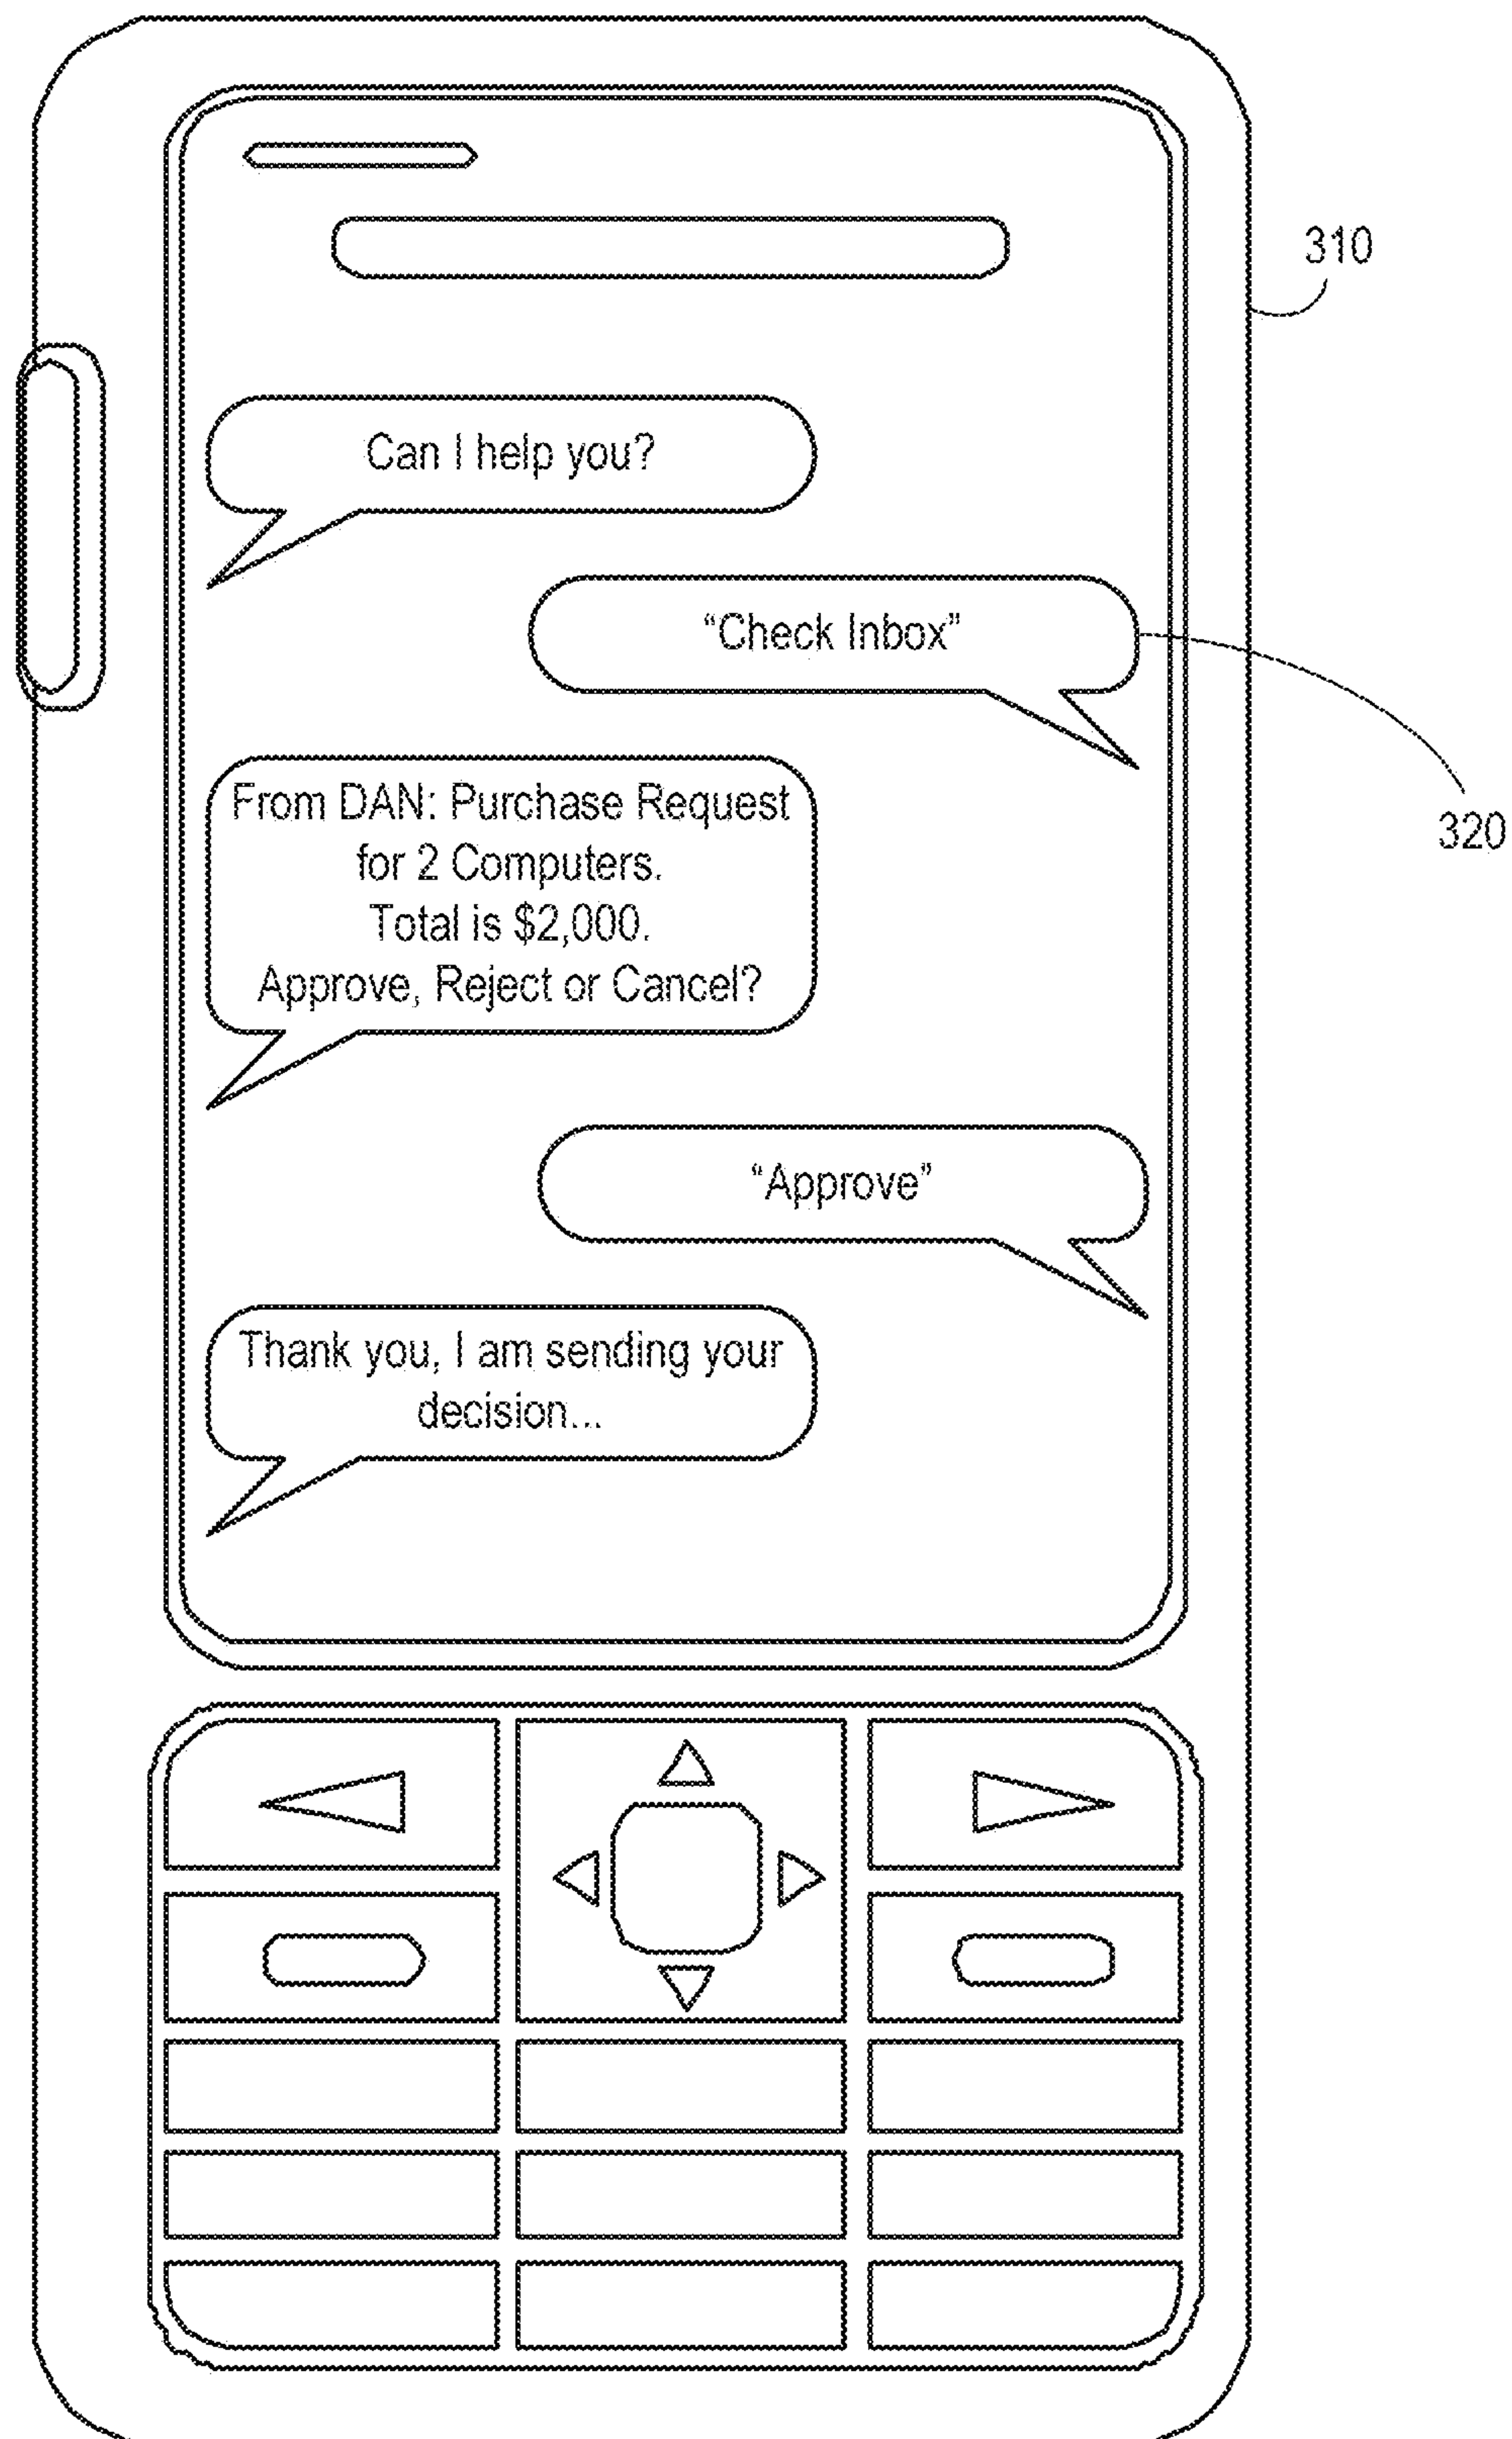 310
Can I help you?
“Check Inbox”
320
From DAN: Purchase Request
for 2 Computers.
Total is $2,000.
Approve, Reject or Cancel?
“Approve”
Thank you, I am sending your
decision...